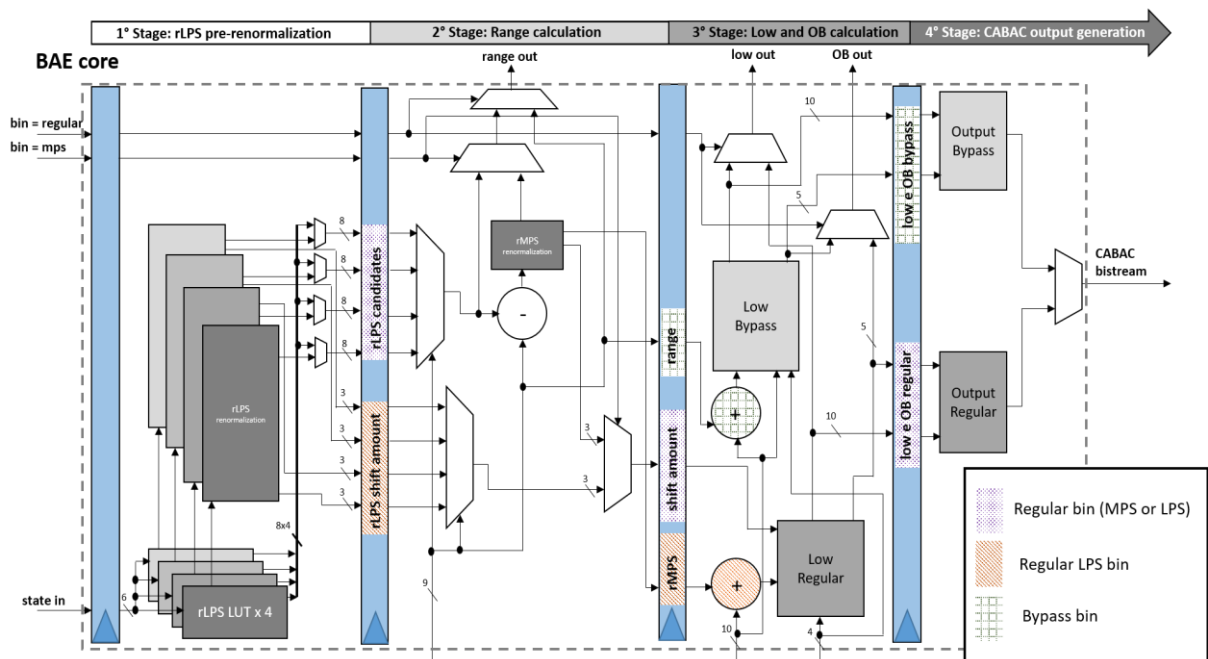 1° Stage: rLPS pre-renormalization
2° Stage: Range calculation
3° Stage: Low and OB calculation
4° Stage: CABAC output generation
BAE core
range out
low out
OB out
bin = regular
bin = mps
10
Output
Bypass
low e OB bypass
5
8
8
8
8
rLPS candidates
rMPS
renormalization
-
Low
Bypass
CABAC
bistream
rLPS
renormalization
range
+
5
Output
Regular
low e OB regular
3
3
3
3
rLPS shift amount
3
3
shift amount
10
8x4
rMPS
+
Low
Regular
state in
6
rLPS LUT x 4
9
10
4
Regular bin (MPS or LPS)
Regular LPS bin
Bypass bin